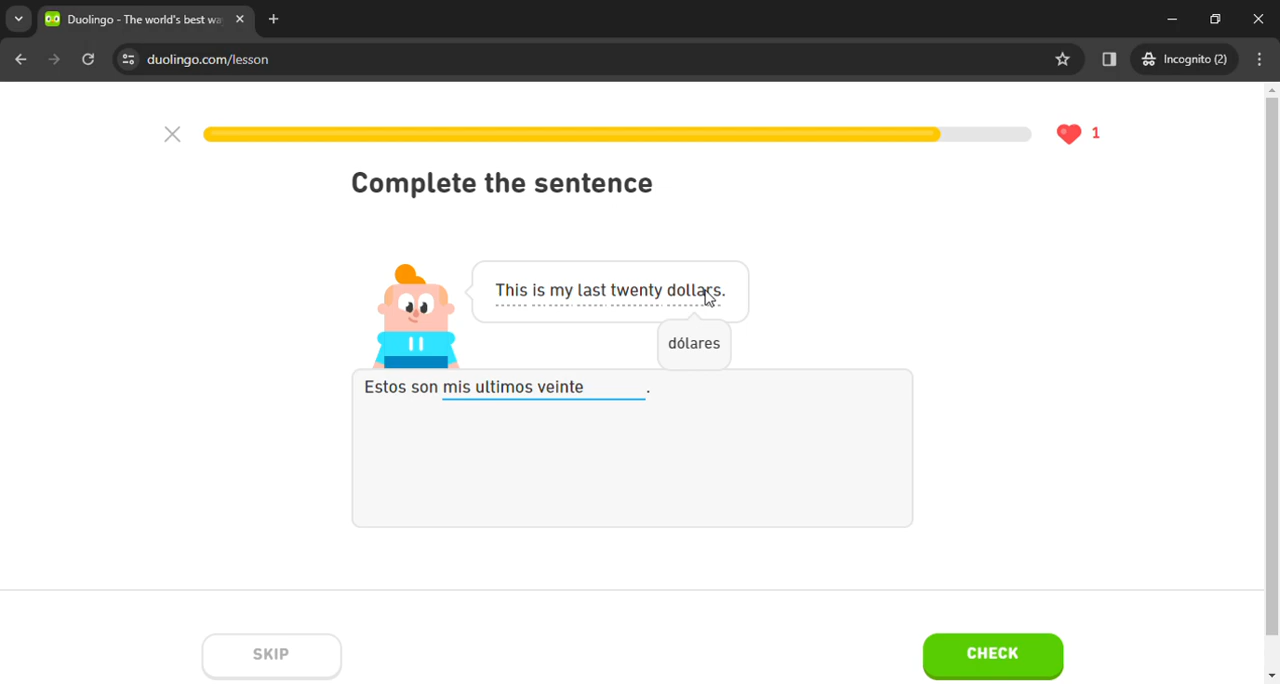 Duolingo - The world's best wa
duolingo.com/lesson
Incognito (2)
1
Complete the sentence
This is my last twenty dollars.
dólares
Estos son mis ultimos veinte .
SKIP
CHECK